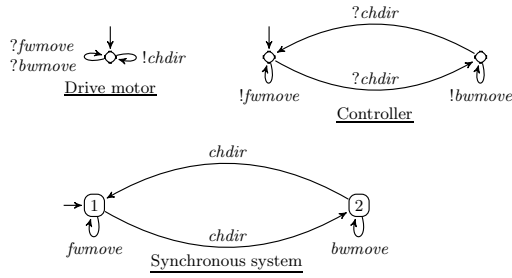 ?chdir
?fwmove
?bwmove
!chdir
Drive motor
?chdir
!fwmove
!bwmove
Controller
chdir
1
2
chdir
fwmove
bwmove
Synchronous system